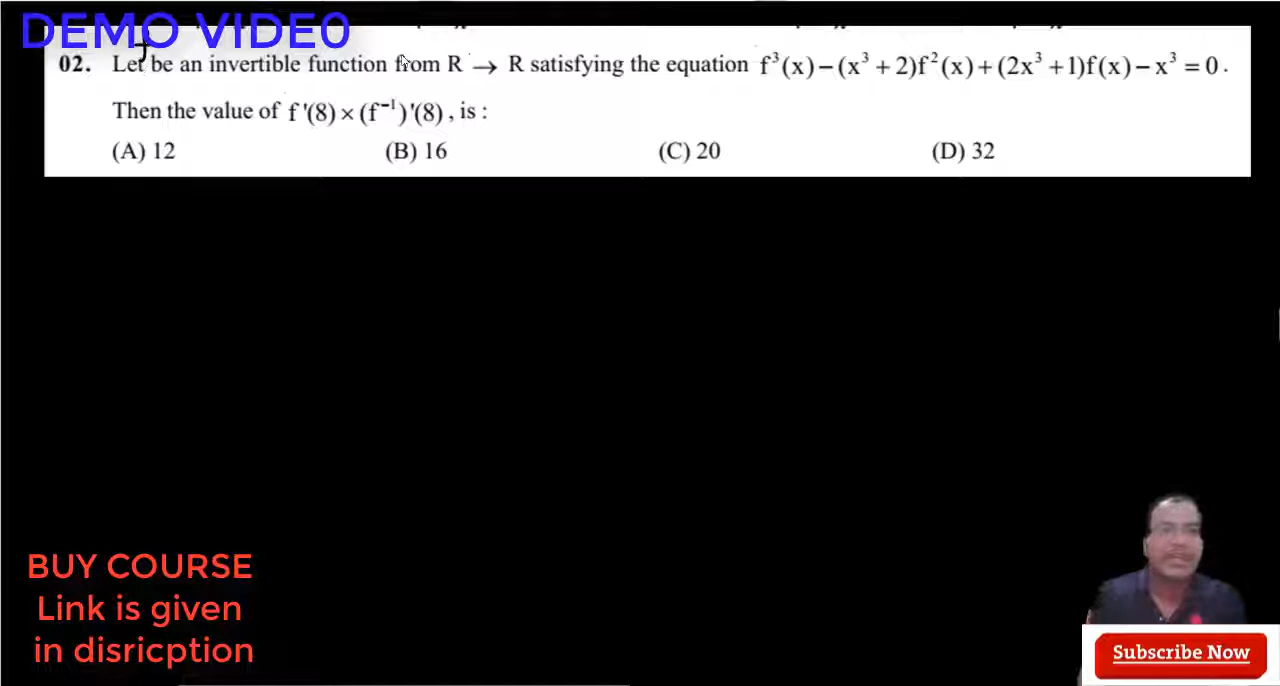 DEMO VIDEO
02. Let f be an invertible function from R → R satisfying the equation f³(x)−(x³+2)f²(x)+(2x³+1)f(x)−x³=0.
Then the value of f'(8)×(f⁻¹)'(8), is :
(A) 12 (B) 16 (C) 20 (D) 32
BUY COURSE
Link is given
in disricption
Subscribe Now